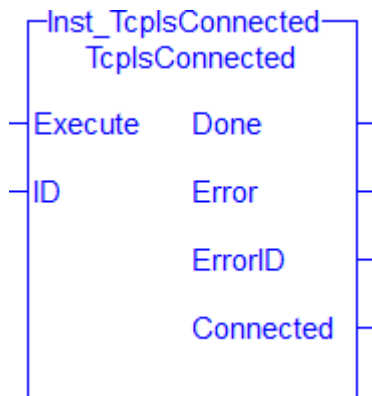 Inst_TcpIsConnected
TcpIsConnected
Execute Done
ID Error
ErrorID
Connected